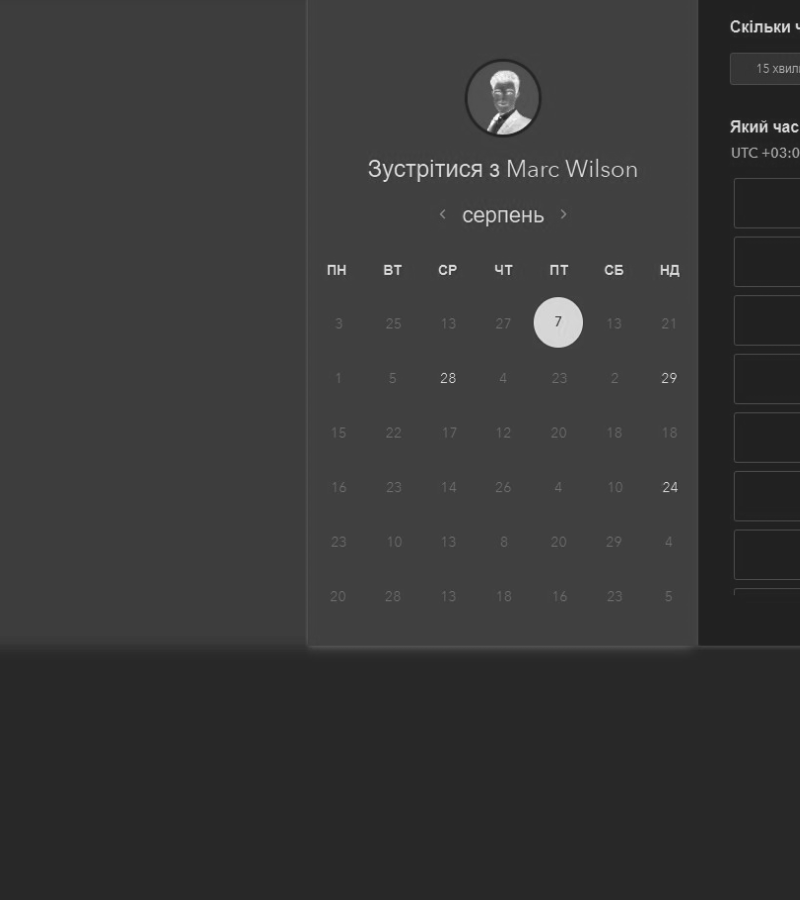 Зустрітися з Marc Wilson
серпень
ПН ВТ СР ЧТ ПТ СБ НД
3 25 13 27 7 13 21
1 5 28 4 23 2 29
15 22 17 12 20 18 18
16 23 14 26 4 10 24
23 10 13 8 20 29 4
20 28 13 18 16 23 5
Скільки
15
Який час
UTC +03:0